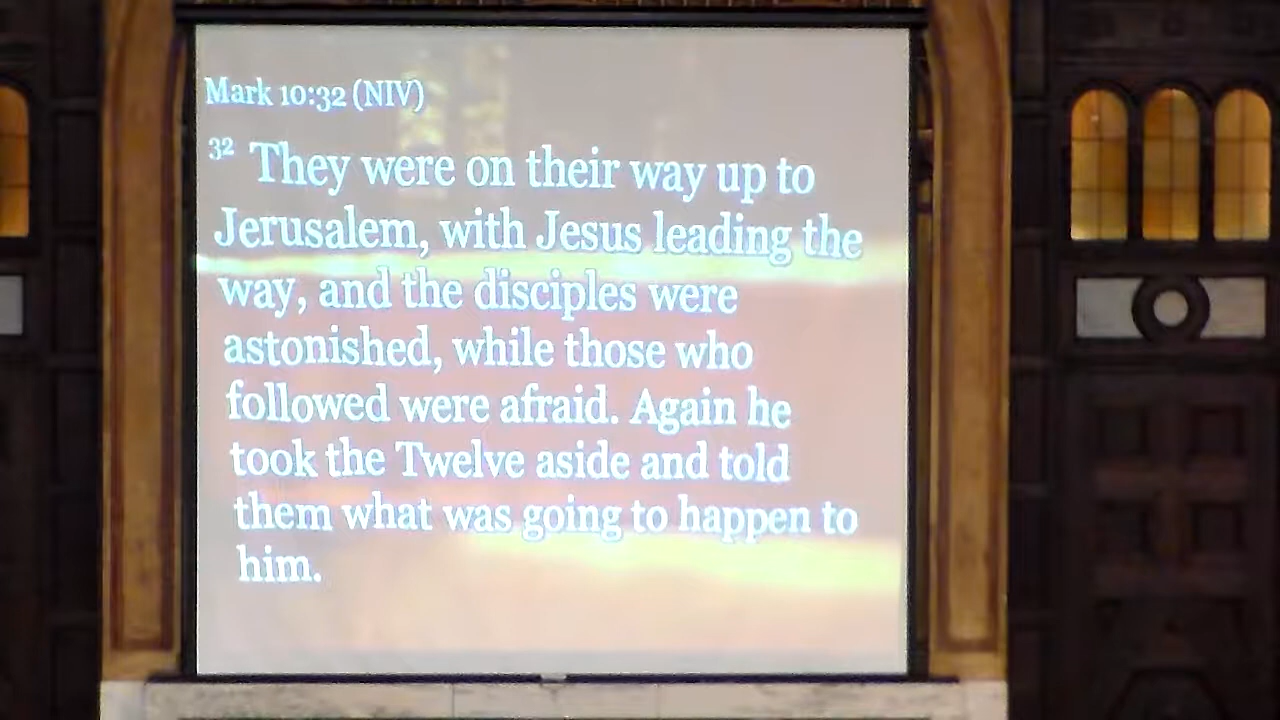 Mark 10:32 (NIV)
32 They were on their way up to
Jerusalem, with Jesus leading the
way, and the disciples were
astonished, while those who
followed were afraid. Again he
took the Twelve aside and told
them what was going to happen to
him.